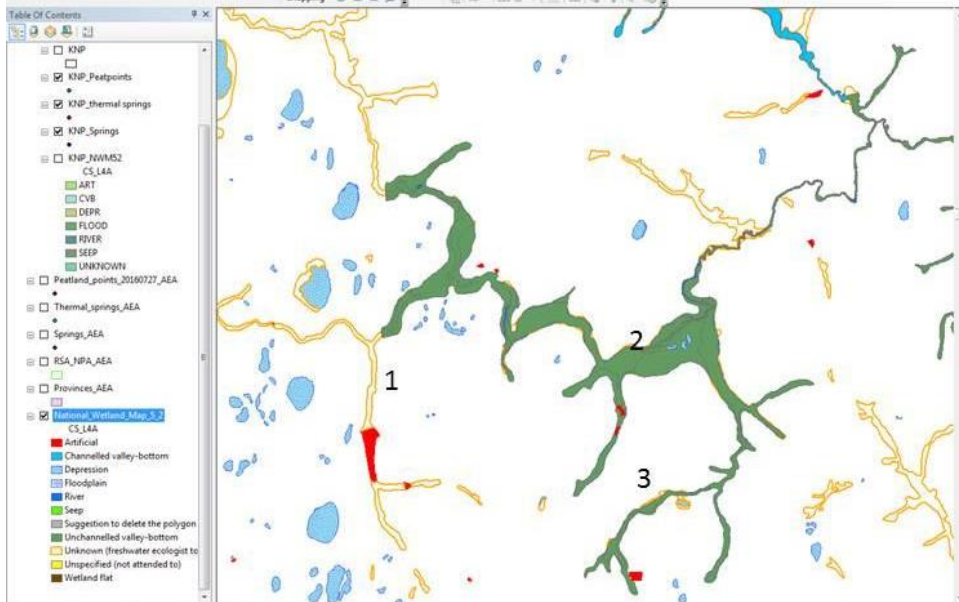 Table Of Contents
KNP
KNP_Peatpoints
KNP_thermal springs
KNP_Springs
KNP_NWM52
CS_L4A
ART
CVB
DEPR
FLOOD
RIVER
SEEP
UNKNOWN
Peatland_points_20160727_AEA
Thermal_springs_AEA
Springs_AEA
RSA_NPA_AEA
Provinces_AEA
National_Wetland_Map_5_2
CS_L4A
Artificial
Channelled valley-bottom
Depression
Floodplain
River
Seep
Suggestion to delete the polygon
Unchannelled valley-bottom
Unknown (freshwater ecologist to
Unspecified (not attended to)
Wetland flat
1
2
3